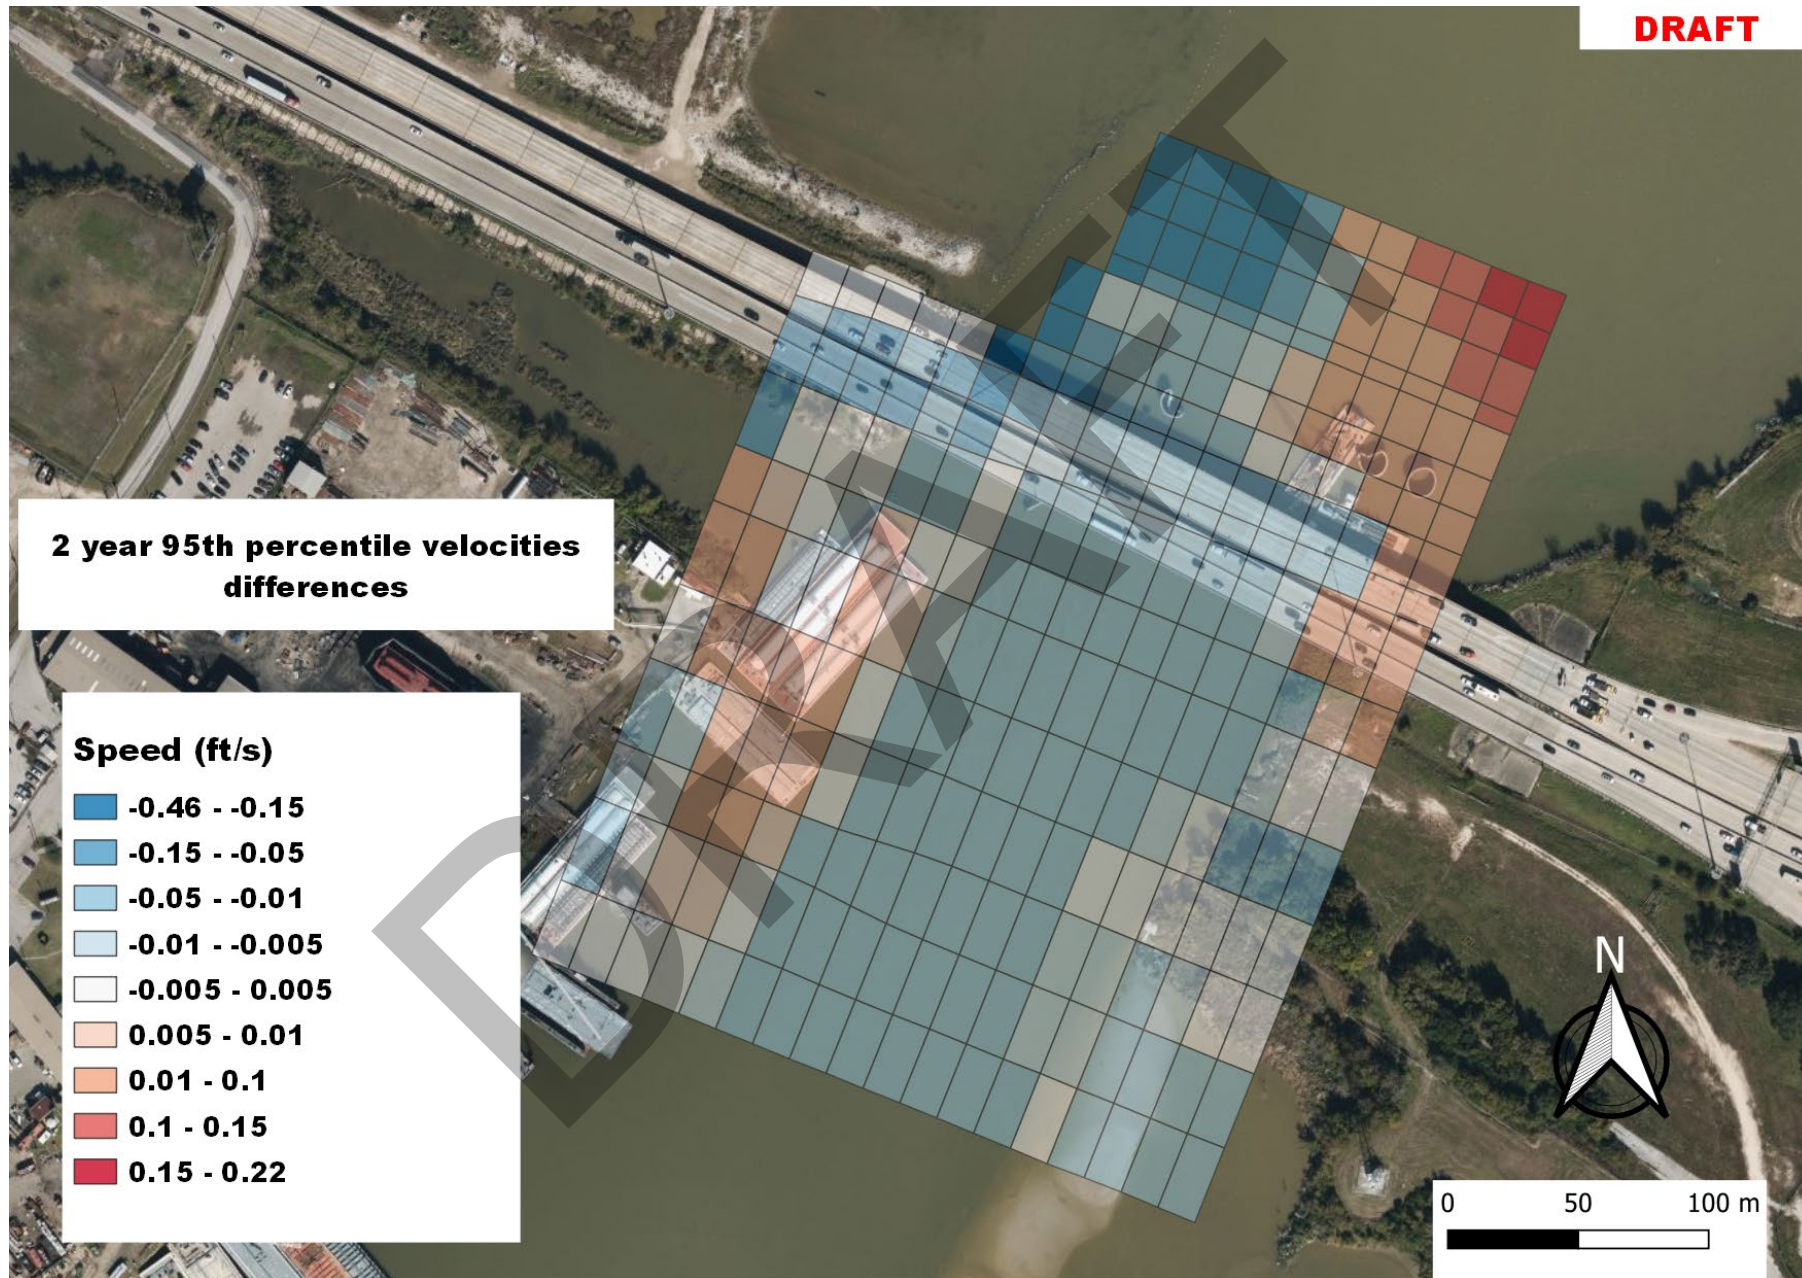 DRAFT
2 year 95th percentile velocities
differences
Speed (ft/s)
-0.46 - -0.15
-0.15 - -0.05
-0.05 - -0.01
-0.01 - -0.005
-0.005 - 0.005
0.005 - 0.01
0.01 - 0.1
0.1 - 0.15
0.15 - 0.22
DRAFT
N
0 50 100 m